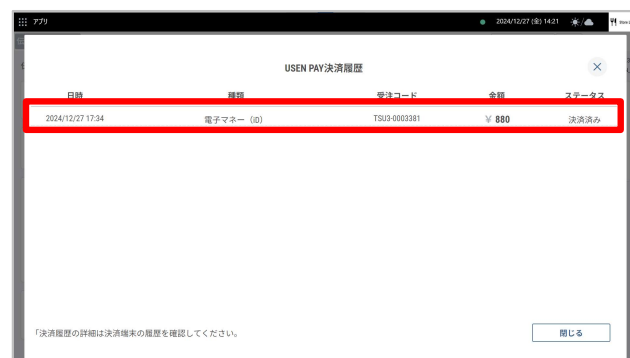 アプリ
2024/12/27 (金) 14:21
USEN PAY決済履歴
日時 種類 受注コード 金額 ステータス
2024/12/27 17:34 電子マネー（iD） TSU3-0003381 ￥ 880 決済済み
「決済履歴の詳細は決済端末の履歴を確認してください。
閉じる